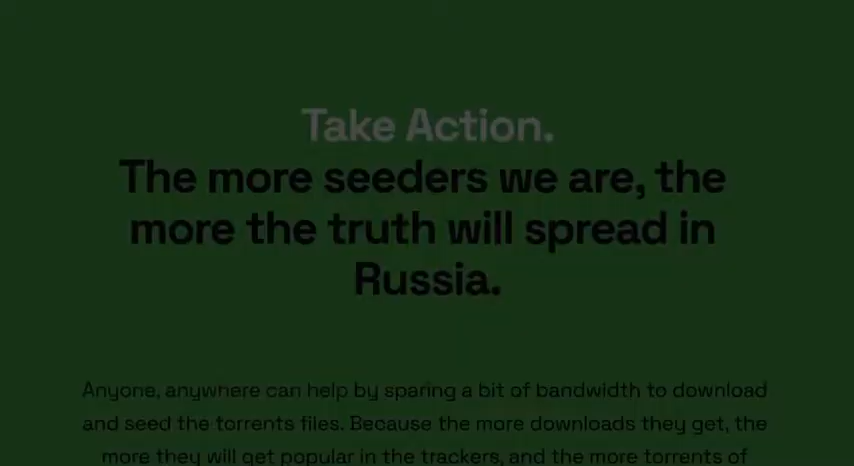 Take Action.
The more seeders we are, the
more the truth will spread in
Russia.
Anyone, anywhere can help by sparing a bit of bandwidth to download
and seed the torrents files. Because the more downloads they get, the
more they will get popular in the trackers, and the more torrents of